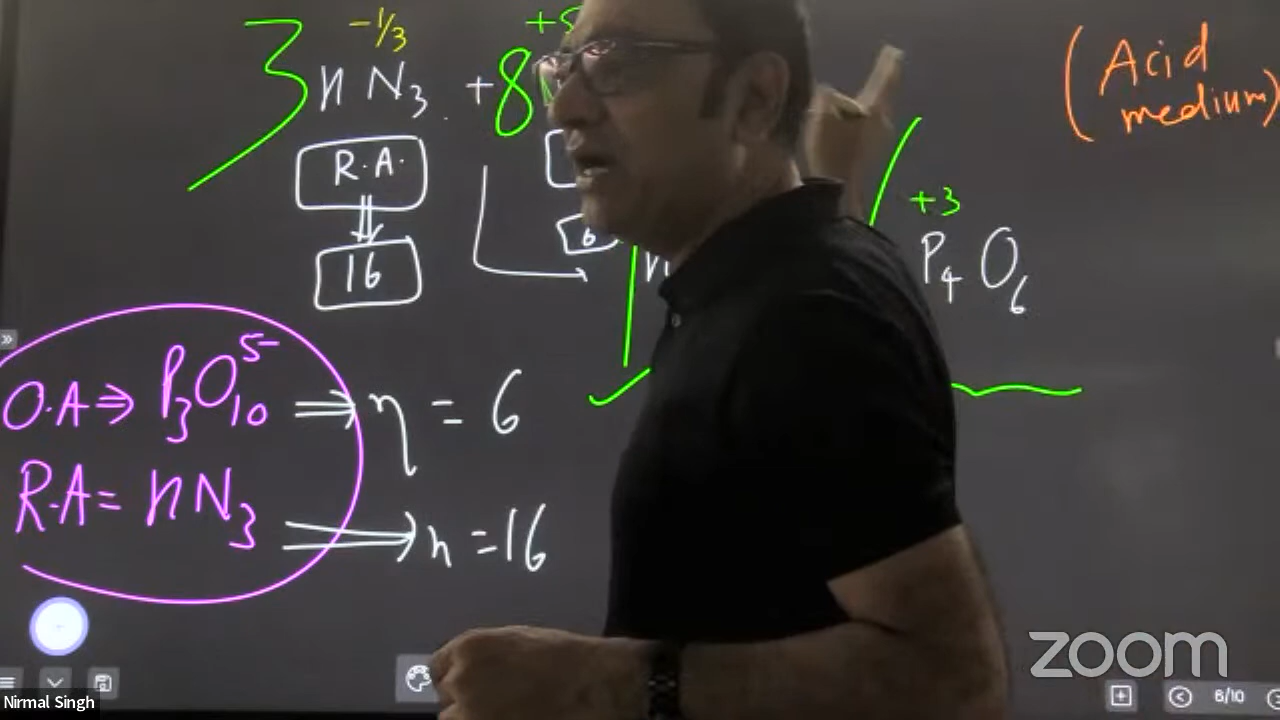 -1/3 +5
3 HN₃ + 8
(Acid medium)
R.A.
16
6
+3
P₄O₆
O.A ⇒ P₃O₁₀⁵⁻ ⇒ η = 6
R.A = HN₃ → n = 16
zoom
Nirmal Singh
6/10